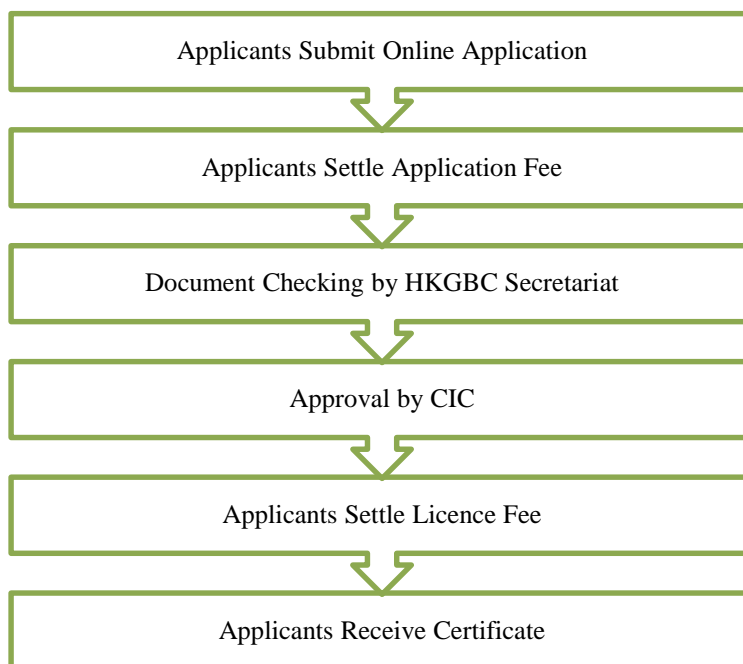 Applicants Submit Online Application
Applicants Settle Application Fee
Document Checking by HKGBC Secretariat
Approval by CIC
Applicants Settle Licence Fee
Applicants Receive Certificate